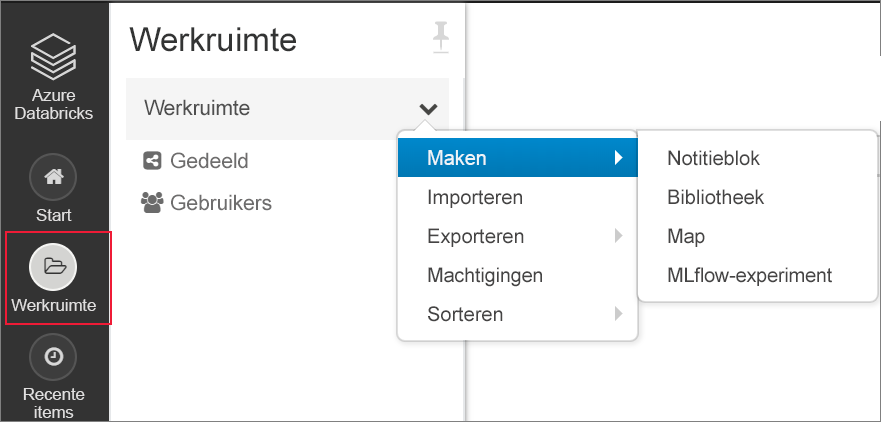 Azure
Databricks
Start
Werkruimte
Recente
items
Werkruimte
Werkruimte
Gedeeld
Gebruikers
Maken
Importeren
Exporteren
Machtigingen
Sorteren
Notitieblok
Bibliotheek
Map
MLflow-experiment